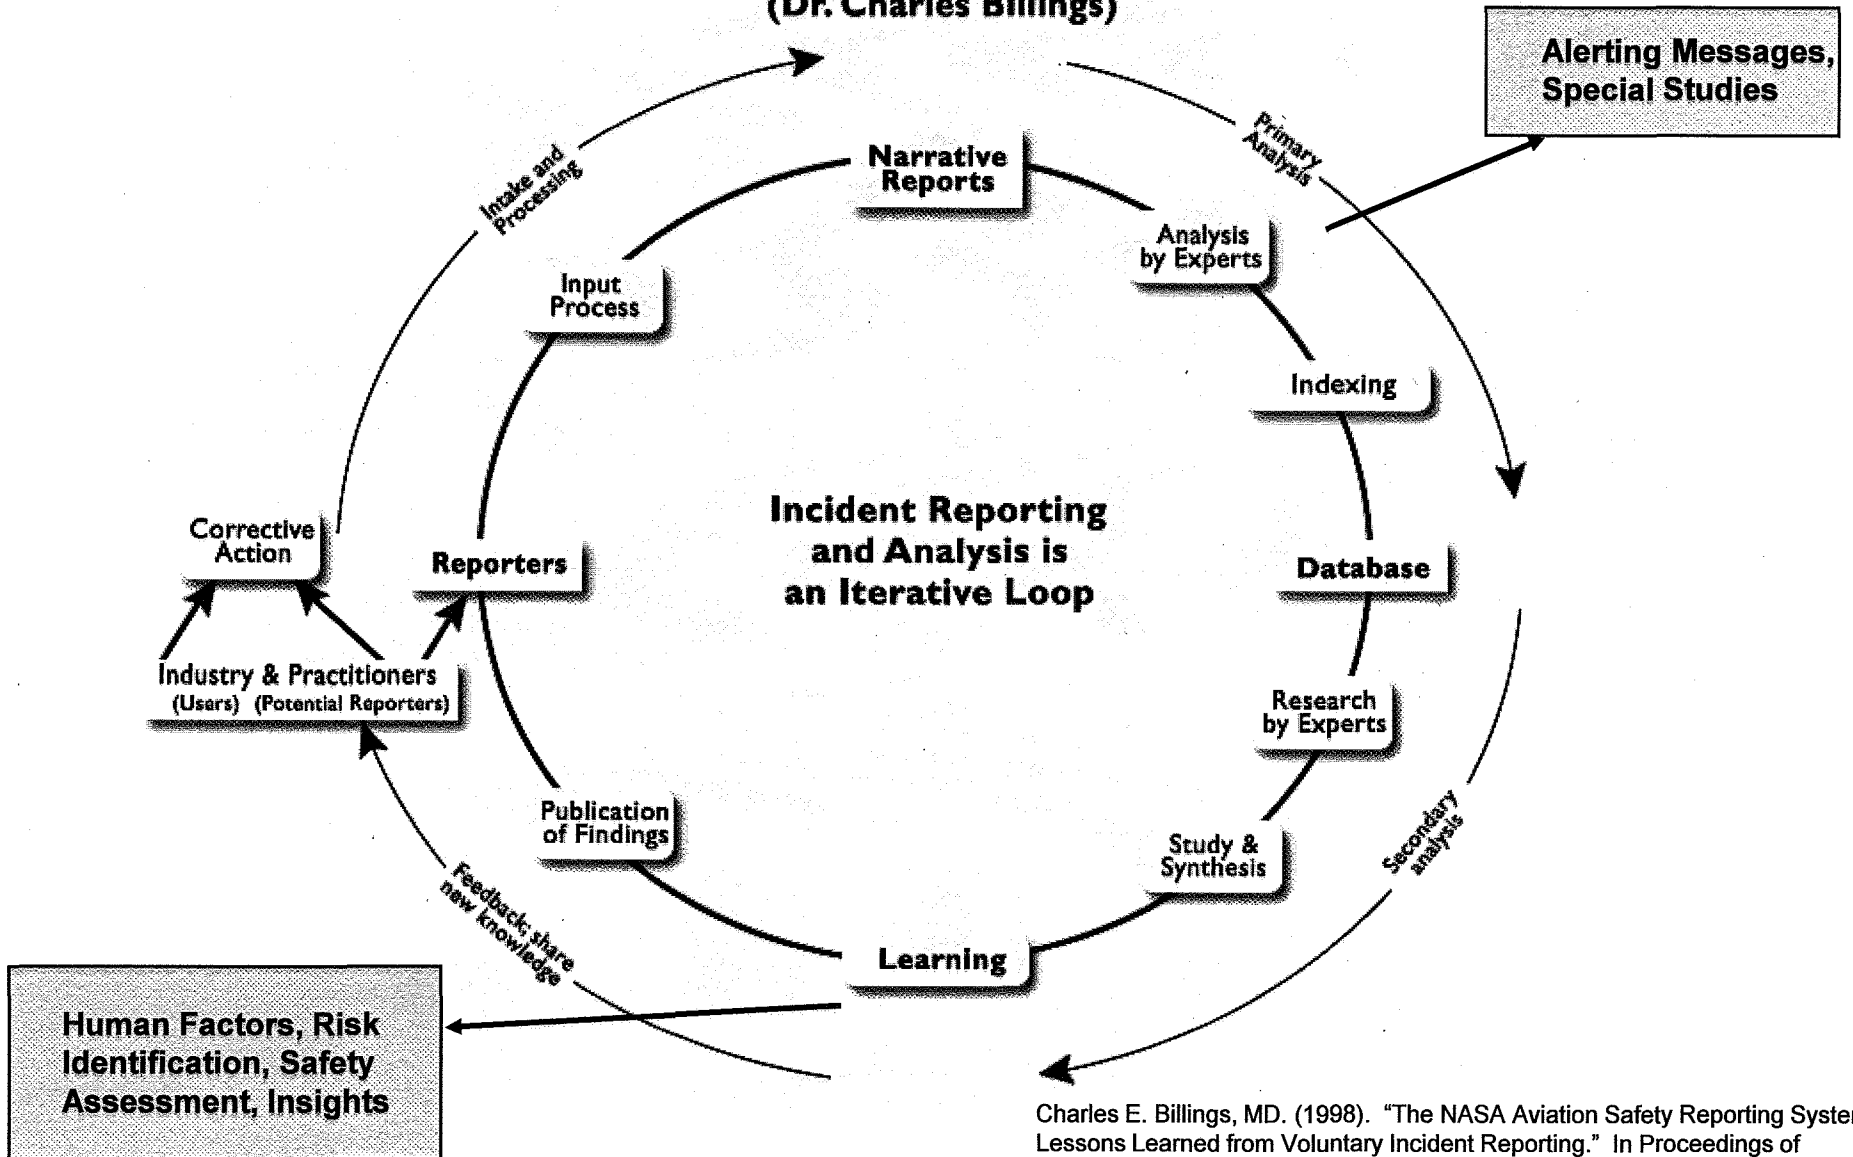 (Dr. Charles Billings)
Alerting Messages,
Special Studies
Primary
Analysis
Intake and
Processing
Narrative
Reports
Analysis
by Experts
Input
Process
Indexing
Incident Reporting
and Analysis is
an Iterative Loop
Corrective
Action
Reporters
Database
Industry & Practitioners
(Users) (Potential Reporters)
Research
by Experts
Publication
of Findings
Study &
Synthesis
Secondary
analysis
Feedback; share
new knowledge
Learning
Human Factors, Risk
Identification, Safety
Assessment, Insights
Charles E. Billings, MD. (1998). “The NASA Aviation Safety Reporting System
Lessons Learned from Voluntary Incident Reporting.” In Proceedings of